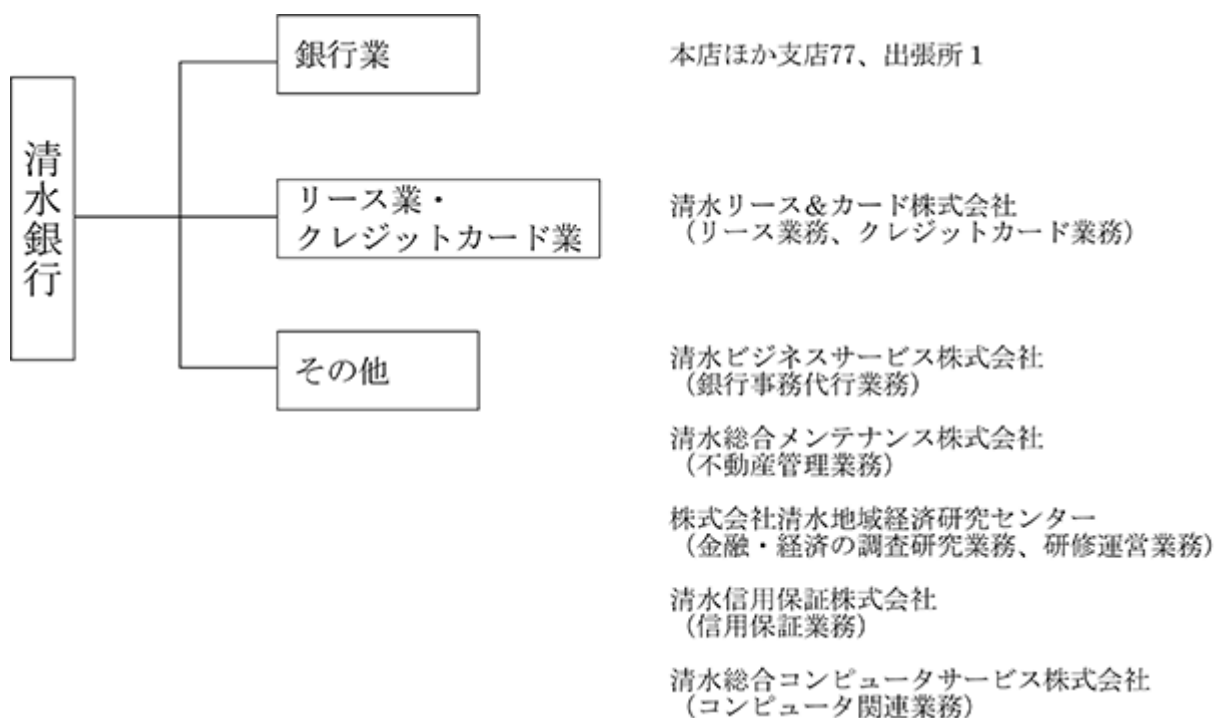 清水銀行
銀行業
本店ほか支店77、出張所1
リース業・
クレジットカード業
清水リース&カード株式会社
(リース業務、クレジットカード業務)
その他
清水ビジネスサービス株式会社
(銀行事務代行業務)
清水総合メンテナンス株式会社
(不動産管理業務)
株式会社清水地域経済研究センター
(金融・経済の調査研究業務、研修運営業務)
清水信用保証株式会社
(信用保証業務)
清水総合コンピュータサービス株式会社
(コンピュータ関連業務)